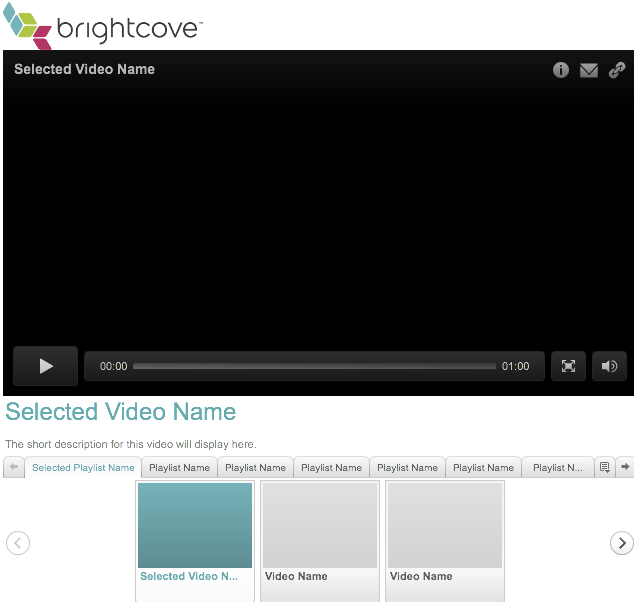 brightcove™
Selected Video Name
00:00 01:00
Selected Video Name
The short description for this video will display here.
Selected Playlist Name Playlist Name Playlist Name Playlist Name Playlist Name Playlist Name Playlist N...
Selected Video N... Video Name Video Name